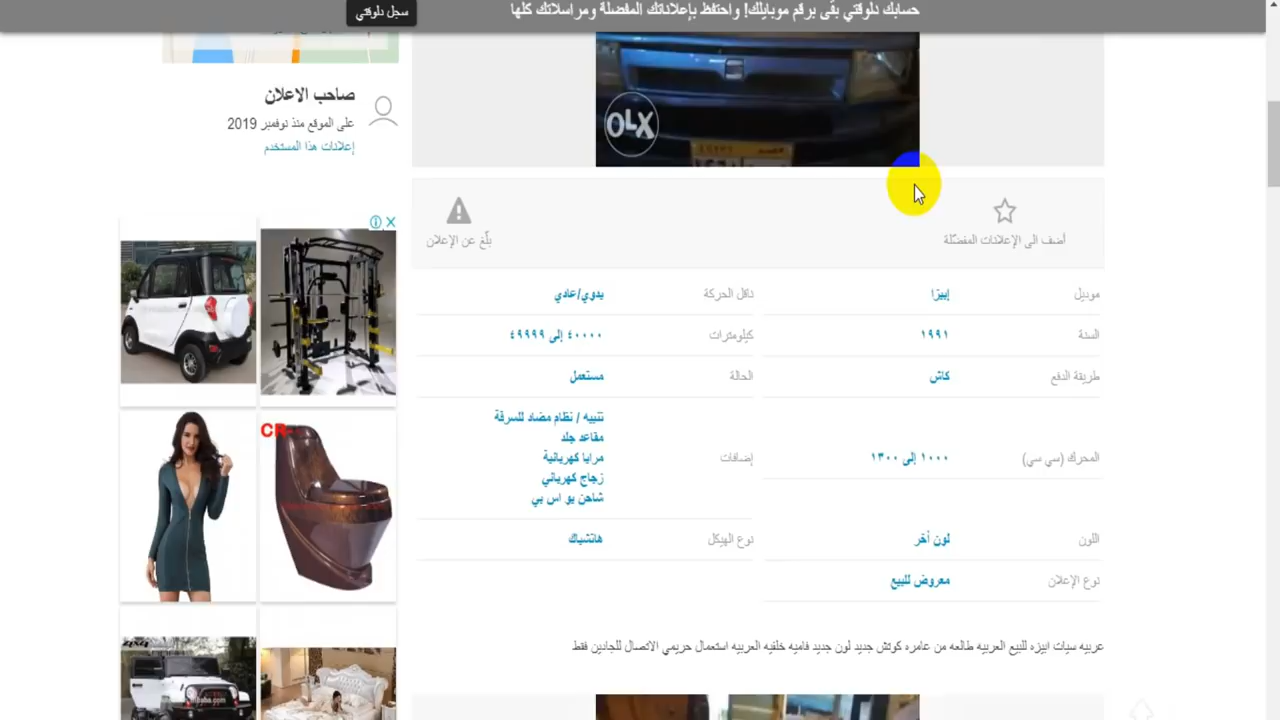 حسابك دلوقتي بقى برقم موبايلك! واحتفظ بإعلاناتك المفضلة ومراسلاتك كلها
سجل دلوقتي
صاحب الإعلان
على الموقع منذ نوفمبر 2019
إعلانات هذا المستخدم
OLX
أضف الى الإعلانات المفضّلة
بلّغ عن الإعلان
موديل
إبيزا
ناقل الحركة
يدوي/عادي
السنة
١٩٩١
كيلومترات
٤٠٠٠٠ إلى ٤٩٩٩٩
طريقة الدفع
كاش
الحالة
مستعمل
المحرك (سي سي)
١٠٠٠ إلى ١٣٠٠
إضافات
تنبيه / نظام مضاد للسرقة
مقاعد جلد
مرايا كهربائية
زجاج كهربائي
شاحن يو اس بي
اللون
لون أخر
نوع الهيكل
هاتشباك
نوع الإعلان
معروض للبيع
عربيه سيات ابيزه للبيع العربيه طالعه من عامره كوتش جديد لون جديد فاميه خلفيه العربيه استعمال حريمي الاتصال للجادين فقط
CR